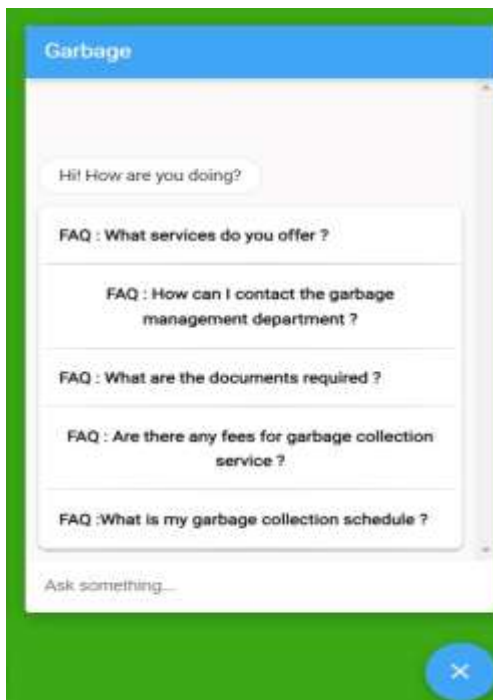 Garbage
Hi! How are you doing?
FAQ : What services do you offer ?
FAQ : How can I contact the garbage
management department ?
FAQ : What are the documents required ?
FAQ : Are there any fees for garbage collection
service ?
FAQ :What is my garbage collection schedule ?
Ask something...